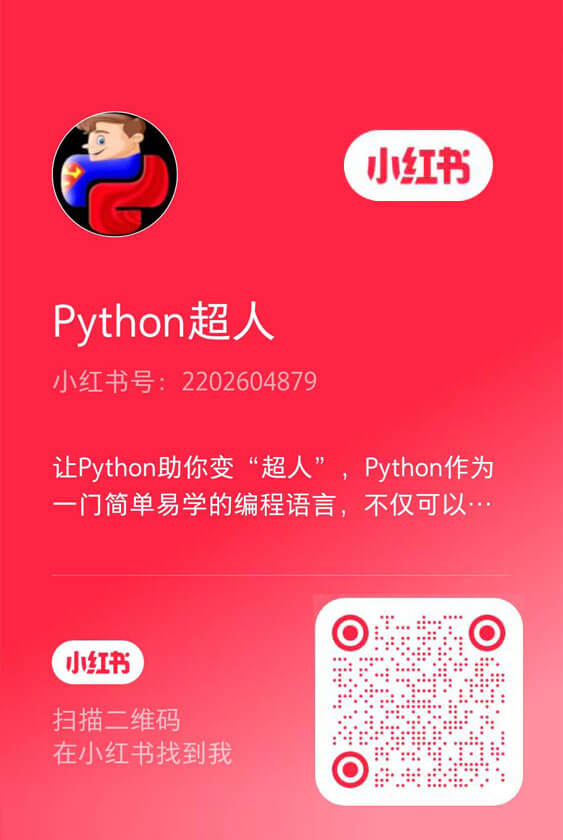 小红书
Python超人
小红书号：2202604879
让Python助你变“超人”，Python作为
一门简单易学的编程语言，不仅可以…
小红书
扫描二维码
在小红书找到我